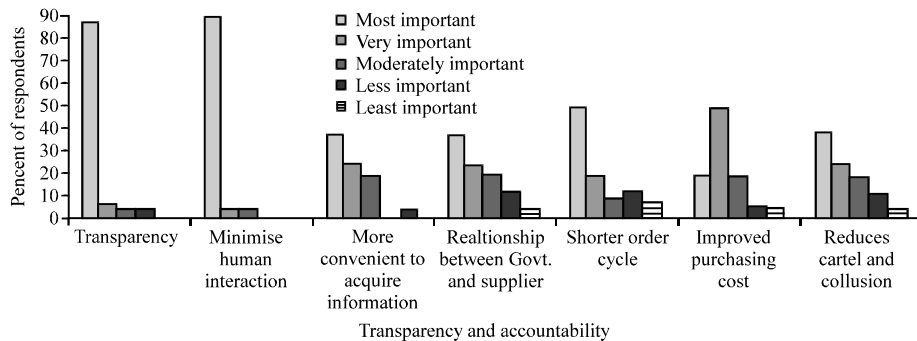 Pencent of respondents
90
80
70
60
50
40
30
20
10
0
Most important
Very important
Moderately important
Less important
Least important
Transparency
Minimise
human
interaction
More
convenient to
acquire
information
Realtionship
between Govt.
and supplier
Shorter order
cycle
Improved
purchasing
cost
Reduces
cartel and
collusion
Transparency and accountability